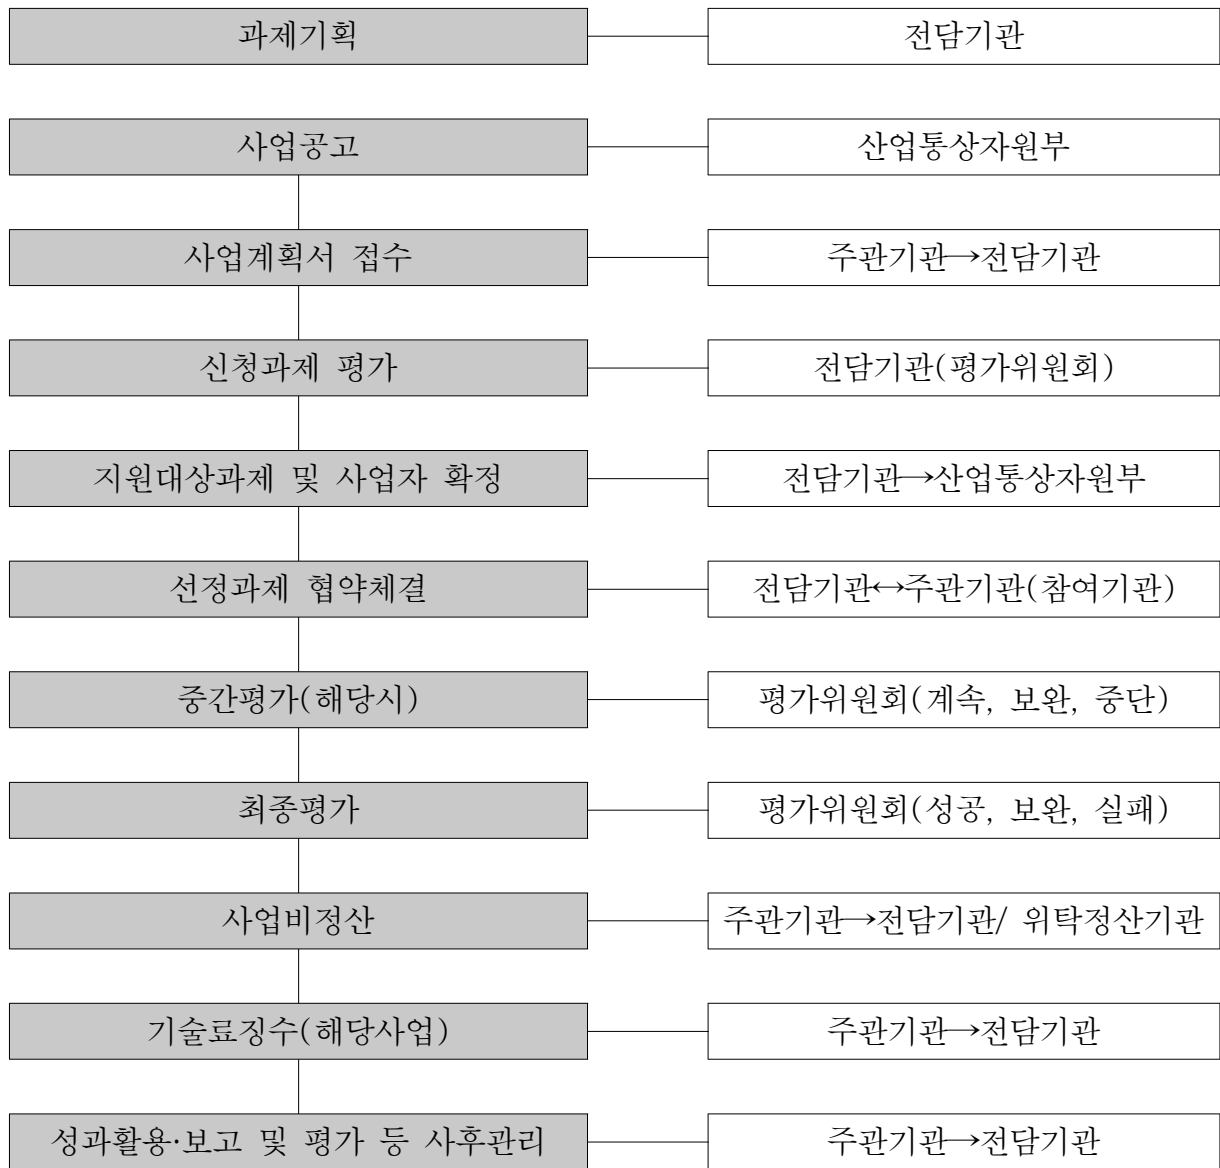 과제기획
전담기관
사업공고
산업통상자원부
사업계획서 접수
주관기관→전담기관
신청과제 평가
전담기관(평가위원회)
지원대상과제 및 사업자 확정
전담기관→산업통상자원부
선정과제 협약체결
전담기관↔주관기관(참여기관)
중간평가(해당시)
평가위원회(계속, 보완, 중단)
최종평가
평가위원회(성공, 보완, 실패)
사업비정산
주관기관→전담기관/ 위탁정산기관
기술료징수(해당사업)
주관기관→전담기관
성과활용·보고 및 평가 등 사후관리
주관기관→전담기관